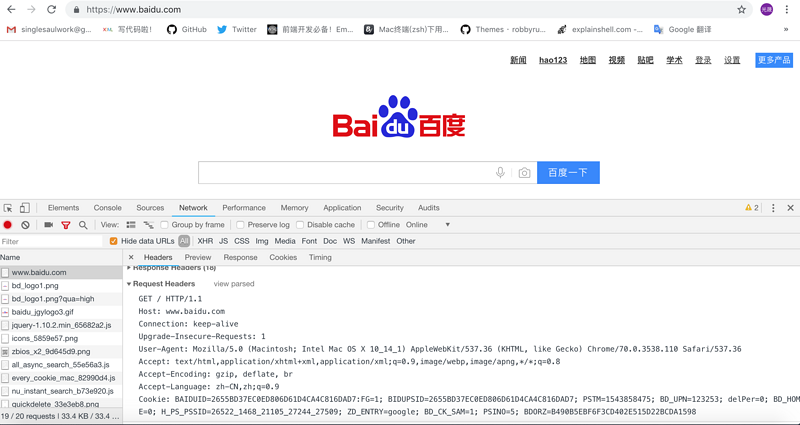 https://www.baidu.com
singlesaulwork@g... 写代码啦！ GitHub Twitter 前端开发必备！Em... Mac终端(zsh)下用... Themes · robbyru... explainshell.com -... Google 翻译 »
新闻 hao123 地图 视频 贴吧 学术 登录 设置 更多产品
Bai du 百度
百度一下
Elements Console Sources Network Performance Memory Application Security Audits 2
View: Group by frame Preserve log Disable cache Offline Online
Filter Hide data URLs All XHR JS CSS Img Media Font Doc WS Manifest Other
Name Headers Preview Response Cookies Timing
www.baidu.com
bd_logo1.png
bd_logo1.png?qua=high
baidu_jgylogo3.gif
jquery-1.10.2.min_65682a2.js
icons_5859e57.png
zbios_x2_9d645d9.png
all_async_search_55e56a3.js
every_cookie_mac_82990d4.js
nu_instant_search_b73e920.js
quickdelete_33e3eb8.png
19 / 20 requests | 33.4 KB / 33.4 ...
Response Headers (18)
Request Headers view parsed
GET / HTTP/1.1
Host: www.baidu.com
Connection: keep-alive
Upgrade-Insecure-Requests: 1
User-Agent: Mozilla/5.0 (Macintosh; Intel Mac OS X 10_14_1) AppleWebKit/537.36 (KHTML, like Gecko) Chrome/70.0.3538.110 Safari/537.36
Accept: text/html,application/xhtml+xml,application/xml;q=0.9,image/webp,image/apng,*/*;q=0.8
Accept-Encoding: gzip, deflate, br
Accept-Language: zh-CN,zh;q=0.9
Cookie: BAIDUID=2655BD37EC0ED806D61D4CA4C816DAD7:FG=1; BIDUPSID=2655BD37EC0ED806D61D4CA4C816DAD7; PSTM=1543858475; BD_UPN=123253; delPer=0; BD_HOM
E=0; H_PS_PSSID=26522_1468_21105_27244_27509; ZD_ENTRY=google; BD_CK_SAM=1; PSINO=5; BDORZ=B490B5EBF6F3CD402E515D22BCDA1598